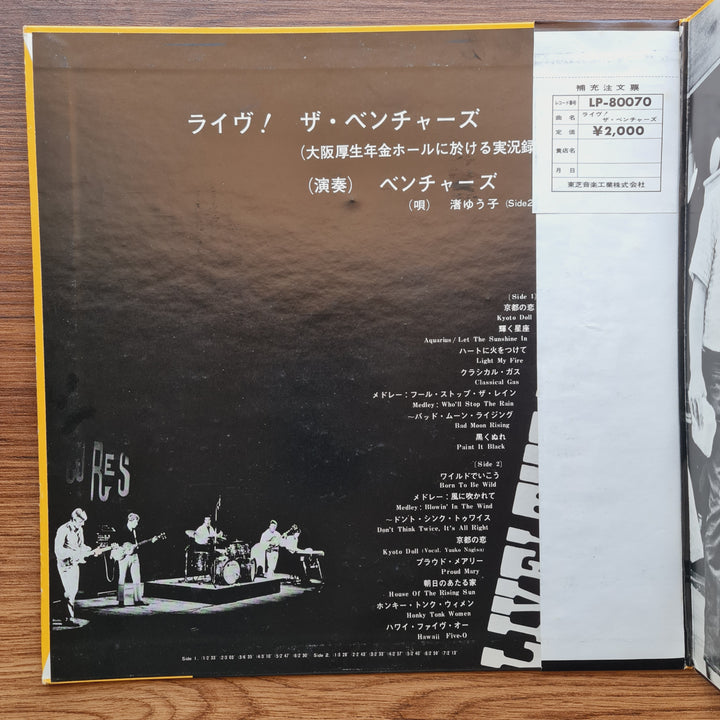 ライヴ! ザ・ベンチャーズ
(大阪厚生年金ホールに於ける実況録
(演奏) ベンチャーズ
(唄) 渚ゆう子 (Side2
補充注文票
レコード番号 LP-80070
曲名 ライヴ! ザ・ベンチャーズ
定価 ¥2,000
貴店名
月日
東芝音楽工業株式会社
(Side 1)
京都の恋
Kyoto Doll
輝く星座
Aquarius/Let The Sunshine In
ハートに火をつけて
Light My Fire
クラシカル・ガス
Classical Gas
メドレー:フール・ストップ・ザ・レイン
Medley: Who'll Stop The Rain
~バッド・ムーン・ライジング
Bad Moon Rising
黒くぬれ
Paint It Black
(Side 2)
ワイルドでいこう
Born To Be Wild
メドレー:風に吹かれて
Medley: Blowin' In The Wind
~ドント・シンク・トゥワイス
Don't Think Twice, It's All Right
京都の恋
Kyoto Doll (Vocal. Yuuko Nagisa)
プラウド・メアリー
Proud Mary
朝日のあたる家
House Of The Rising Sun
ホンキー・トンク・ウィメン
Honky Tonk Women
ハワイ・ファイヴ・オー
Hawaii Five-O
RES